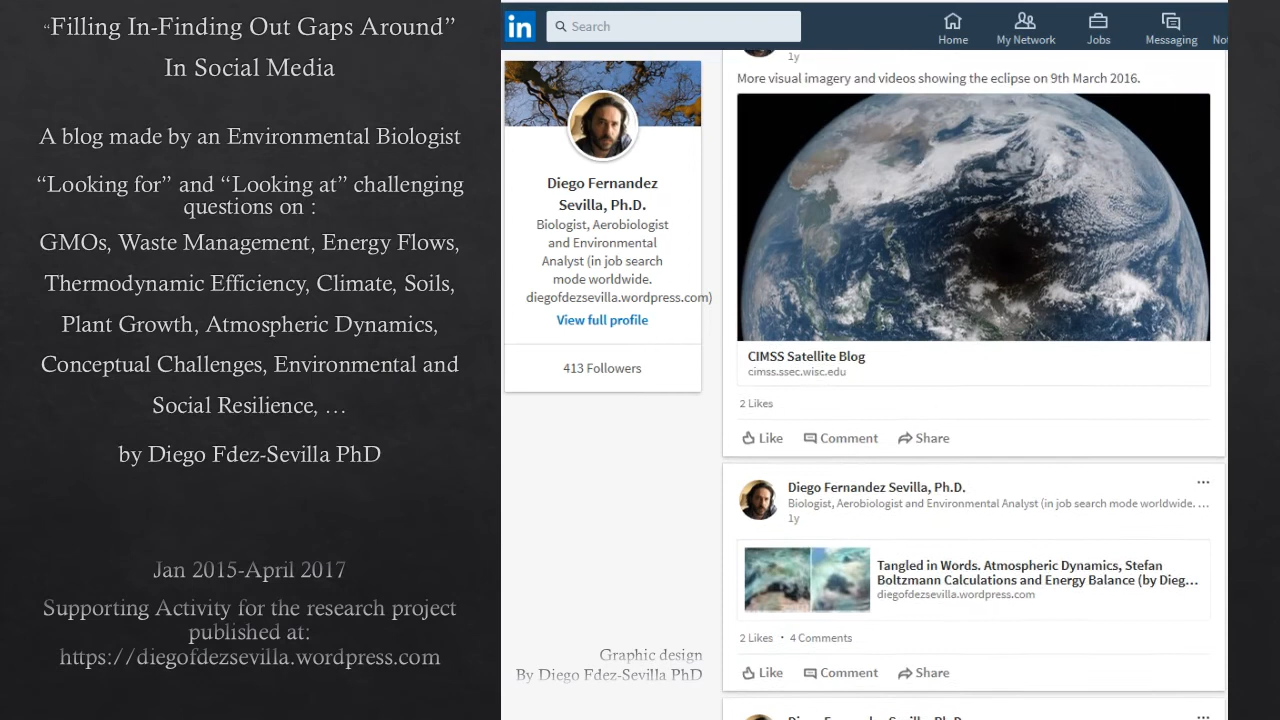 “Filling In-Finding Out Gaps Around”
In Social Media
A blog made by an Environmental Biologist
“Looking for” and “Looking at” challenging
questions on :
GMOs, Waste Management, Energy Flows,
Thermodynamic Efficiency, Climate, Soils,
Plant Growth, Atmospheric Dynamics,
Conceptual Challenges, Environmental and
Social Resilience, …
by Diego Fdez-Sevilla PhD
Jan 2015-April 2017
Supporting Activity for the research project
published at:
https://diegofdezsevilla.wordpress.com
in
Search
Home
My Network
Jobs
Messaging
Diego Fernandez
Sevilla, Ph.D.
Biologist, Aerobiologist
and Environmental
Analyst (in job search
mode worldwide.
diegofdezsevilla.wordpress.com)
View full profile
413 Followers
Graphic design
By Diego Fdez-Sevilla PhD
1y
More visual imagery and videos showing the eclipse on 9th March 2016.
CIMSS Satellite Blog
cimss.ssec.wisc.edu
2 Likes
Like Comment Share
Diego Fernandez Sevilla, Ph.D.
Biologist, Aerobiologist and Environmental Analyst (in job search mode worldwide. …
1y
Tangled in Words. Atmospheric Dynamics, Stefan
Boltzmann Calculations and Energy Balance (by Dieg…
diegofdezsevilla.wordpress.com
2 Likes • 4 Comments
Like Comment Share